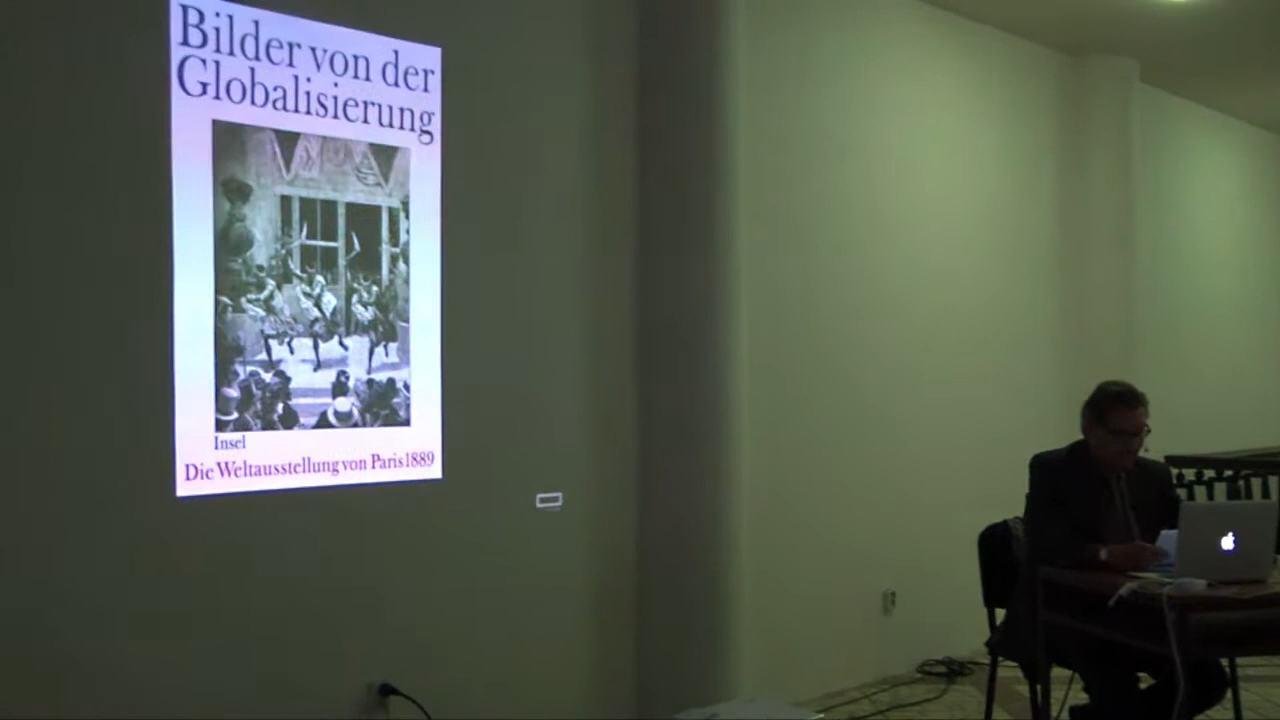 Bilder von der
Globalisierung
Insel
Die Weltausstellung von Paris 1889